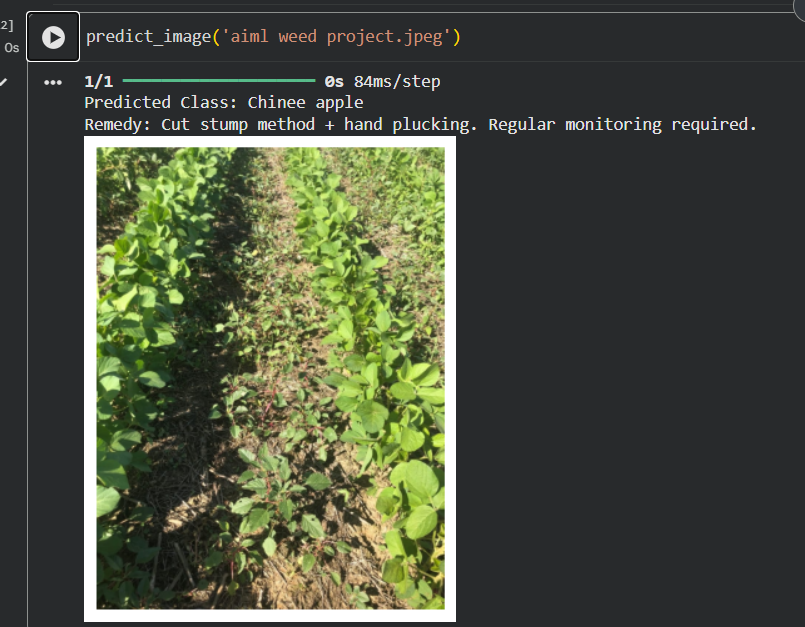 2]
0s
predict_image('aiml weed project.jpeg')
1/1 0s 84ms/step
Predicted Class: Chinee apple
Remedy: Cut stump method + hand plucking. Regular monitoring required.